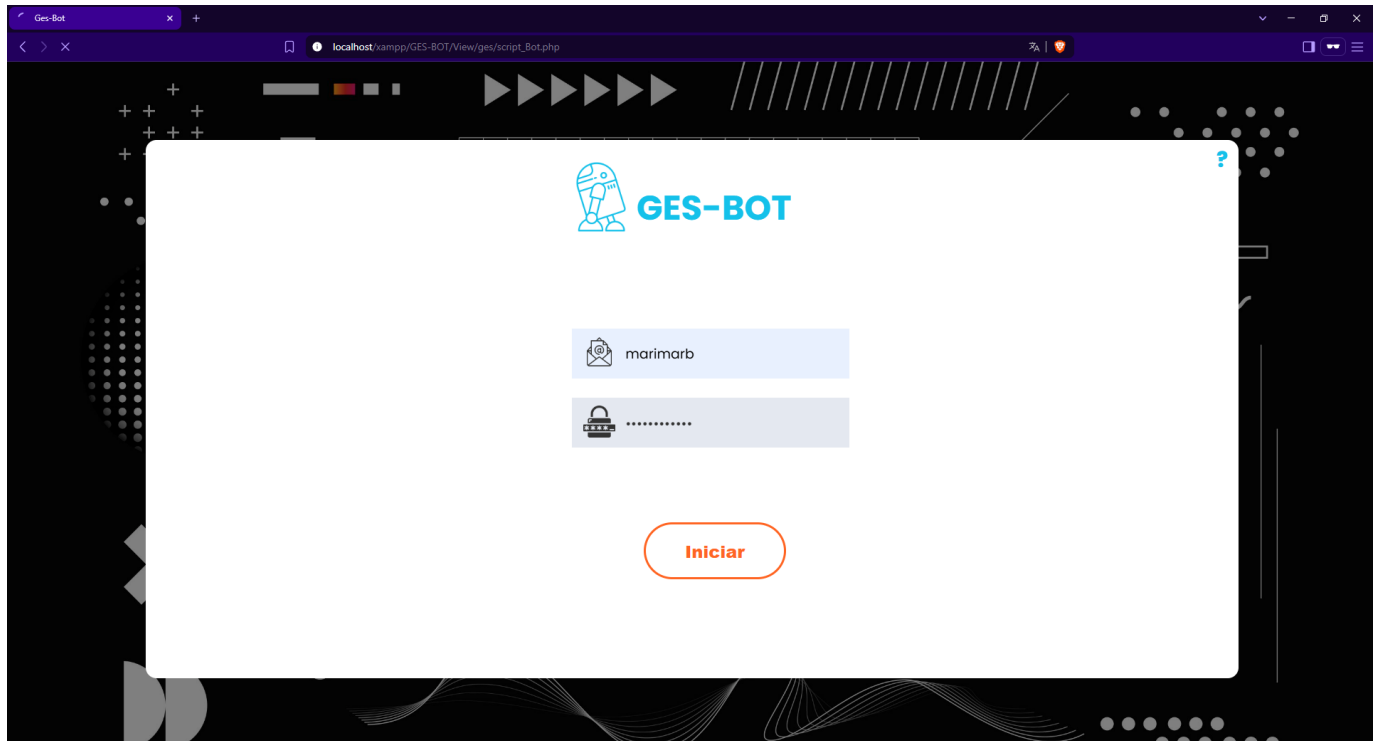 Ges-Bot
localhost/xampp/GES-BOT/View/ges/script_Bot.php
?
GES-BOT
marimarb
••••••••••••
Iniciar